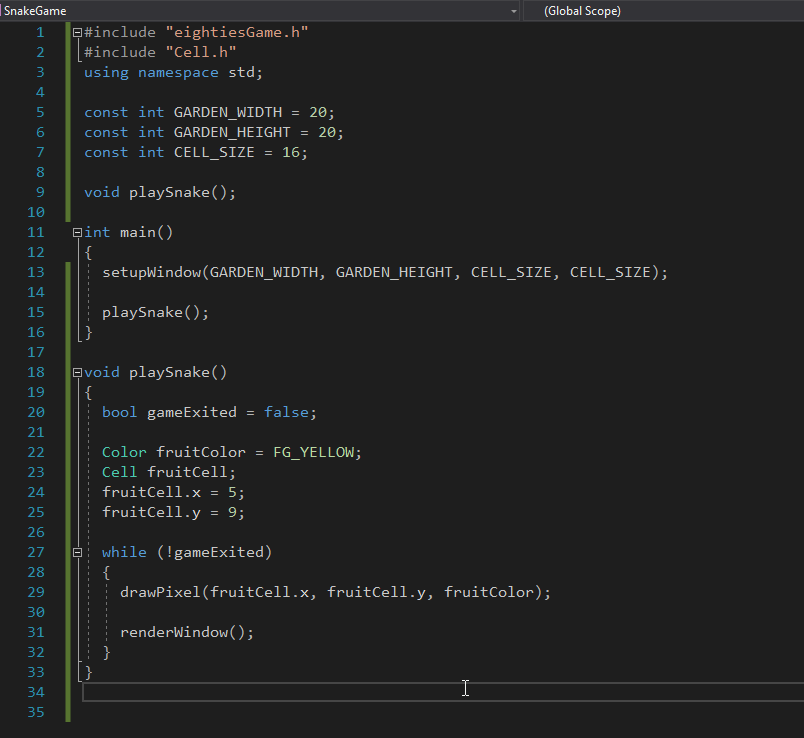 SnakeGame (Global Scope)
1 #include "eightiesGame.h"
2 #include "Cell.h"
3 using namespace std;
4
5 const int GARDEN_WIDTH = 20;
6 const int GARDEN_HEIGHT = 20;
7 const int CELL_SIZE = 16;
8
9 void playSnake();
10
11 int main()
12 {
13 setupWindow(GARDEN_WIDTH, GARDEN_HEIGHT, CELL_SIZE, CELL_SIZE);
14
15 playSnake();
16 }
17
18 void playSnake()
19 {
20 bool gameExited = false;
21
22 Color fruitColor = FG_YELLOW;
23 Cell fruitCell;
24 fruitCell.x = 5;
25 fruitCell.y = 9;
26
27 while (!gameExited)
28 {
29 drawPixel(fruitCell.x, fruitCell.y, fruitColor);
30
31 renderWindow();
32 }
33 }
34
35